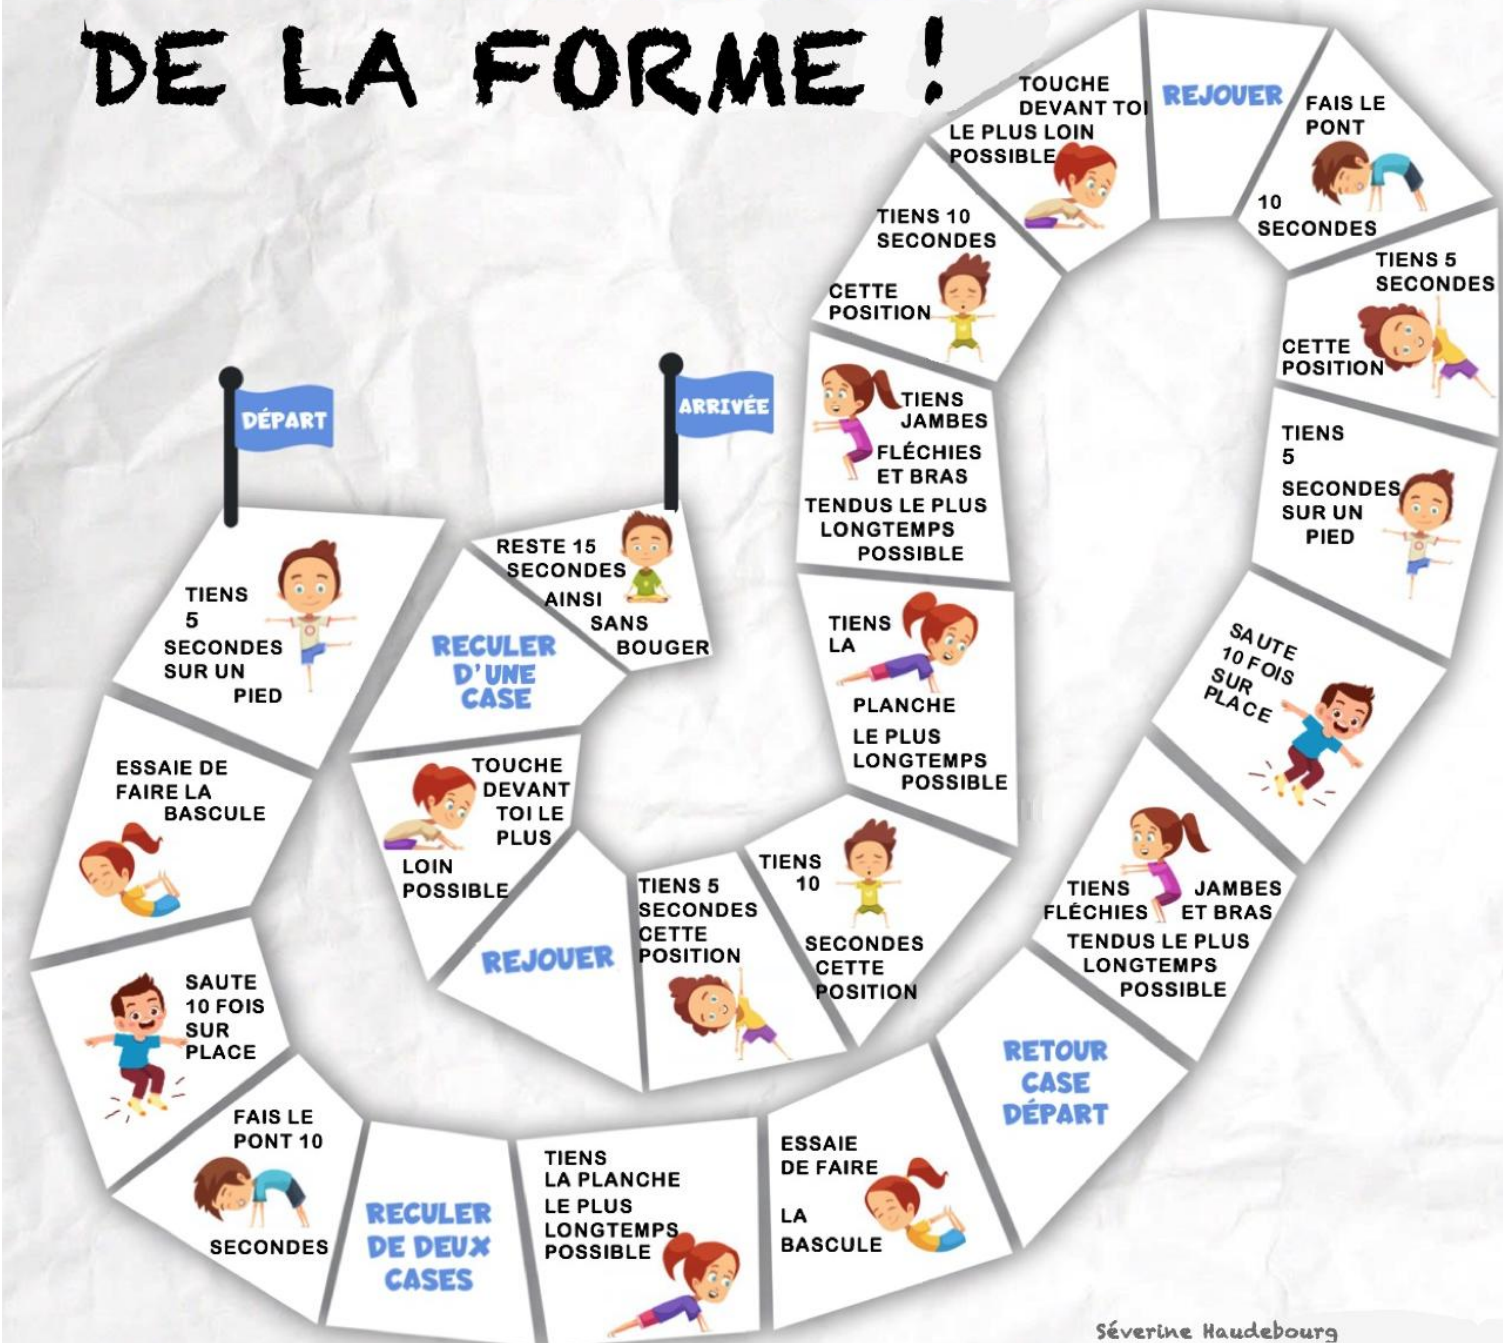 DE LA FORME !
DÉPART
TIENS
5
SECONDES
SUR UN
PIED
ESSAIE DE
FAIRE LA
BASCULE
SAUTE
10 FOIS
SUR
PLACE
FAIS LE
PONT 10
SECONDES
RECULER
DE DEUX
CASES
TIENS
LA PLANCHE
LE PLUS
LONGTEMPS
POSSIBLE
ESSAIE
DE FAIRE
LA
BASCULE
RETOUR
CASE
DÉPART
TIENS JAMBES
FLÉCHIES ET BRAS
TENDUS LE PLUS
LONGTEMPS
POSSIBLE
SAUTE
10 FOIS
SUR
PLACE
TIENS
5
SECONDES
SUR UN
PIED
TIENS 5
SECONDES
CETTE
POSITION
FAIS LE
PONT
10
SECONDES
REJOUER
TOUCHE
DEVANT TOI
LE PLUS LOIN
POSSIBLE
TIENS 10
SECONDES
CETTE
POSITION
TIENS
JAMBES
FLÉCHIES
ET BRAS
TENDUS LE PLUS
LONGTEMPS
POSSIBLE
TIENS
LA
PLANCHE
LE PLUS
LONGTEMPS
POSSIBLE
TIENS
10
SECONDES
CETTE
POSITION
TIENS 5
SECONDES
CETTE
POSITION
REJOUER
TOUCHE
DEVANT
TOI LE
PLUS
LOIN
POSSIBLE
RECULER
D'UNE
CASE
RESTE 15
SECONDES
AINSI
SANS
BOUGER
ARRIVÉE
Séverine Haudebourg